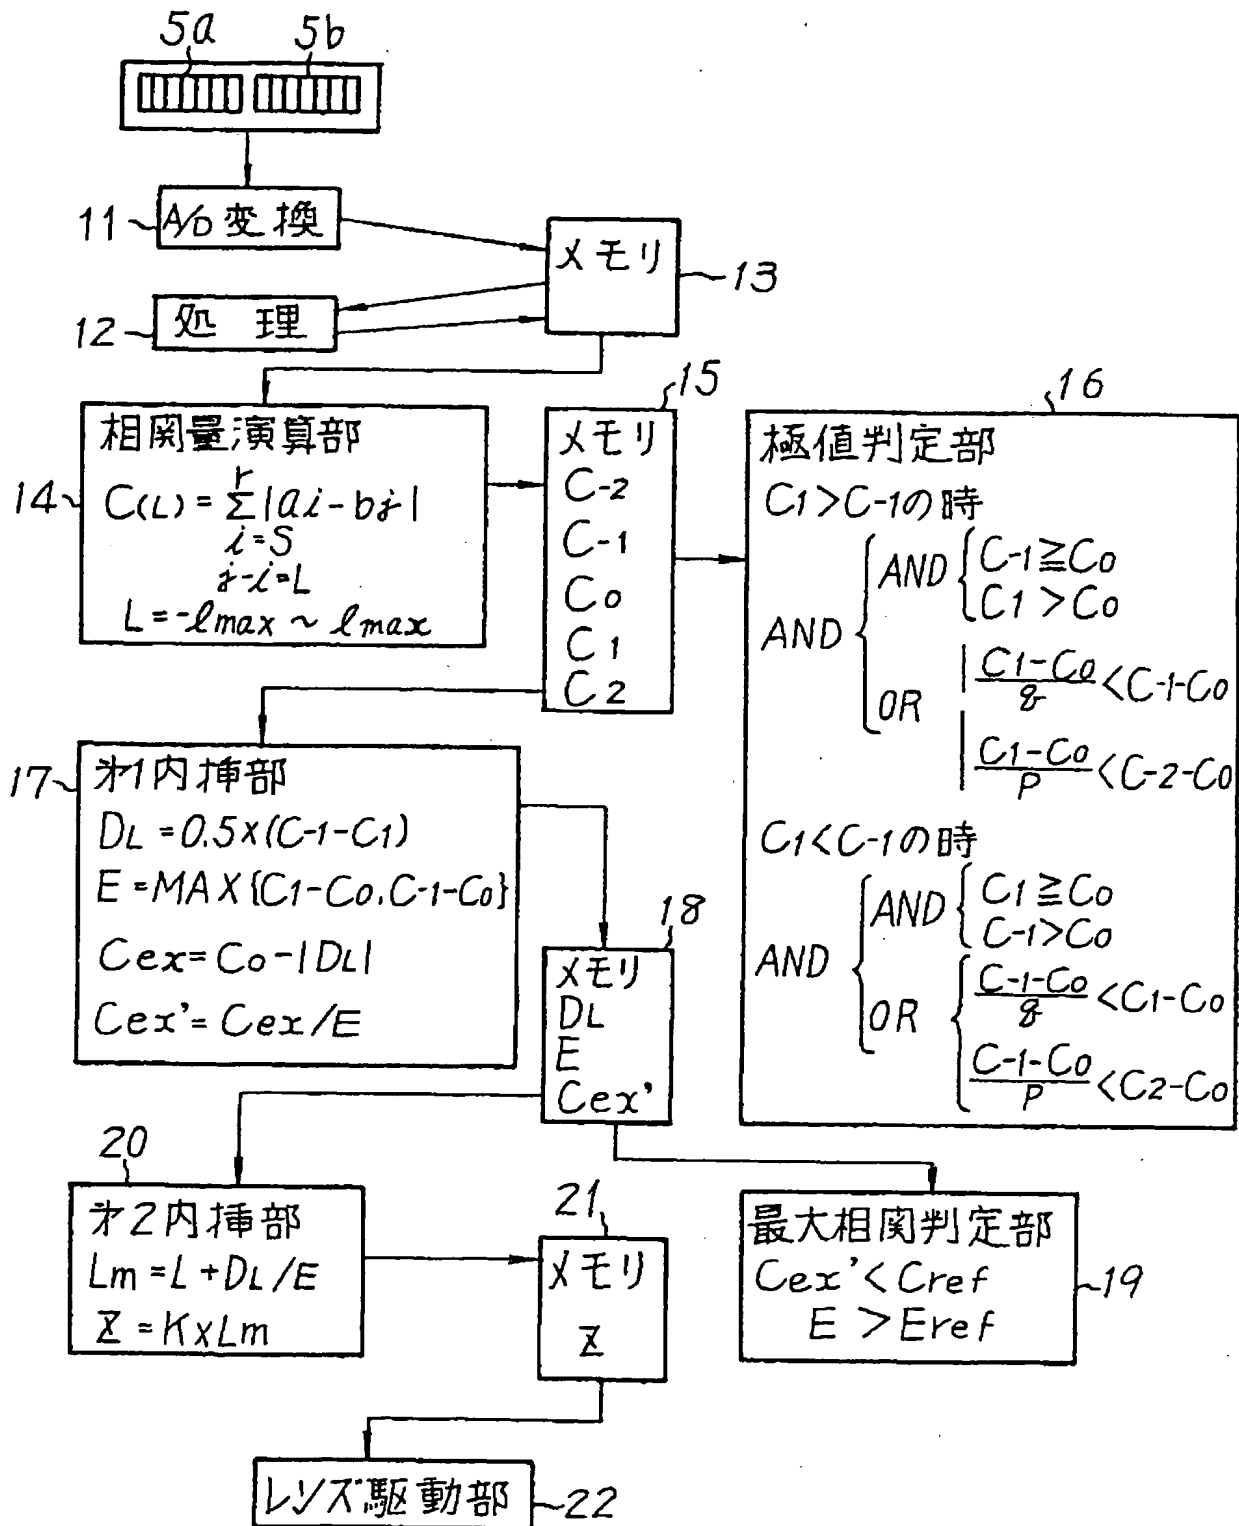 5a 5b
11 A/D 変換
メモリ 13
12 処 理
14 相関量演算部
C(L) = Σ|ai-bj|
r
i=S
j-i=L
L=-lmax ~ lmax
15
メモリ
C-2
C-1
C0
C1
C2
16
極値判定部
C1>C-1の時
AND
AND
C-1≧C0
C1>C0
OR
C1-C0/q <C-1-C0
C1-C0/P <C-2-C0
C1<C-1の時
AND
AND
C1≧C0
C-1>C0
OR
C-1-C0/q <C1-C0
C-1-C0/P <C2-C0
17 第1内挿部
DL=0.5×(C-1-C1)
E=MAX{C1-C0,C-1-C0}
Cex=C0-|DL|
Cex'=Cex/E
18
メモリ
DL
E
Cex'
最大相関判定部
Cex'<Cref
E>Eref
19
20
第2内挿部
Lm=L+DL/E
Z=K×Lm
21
メモリ
Z
レンズ駆動部 22